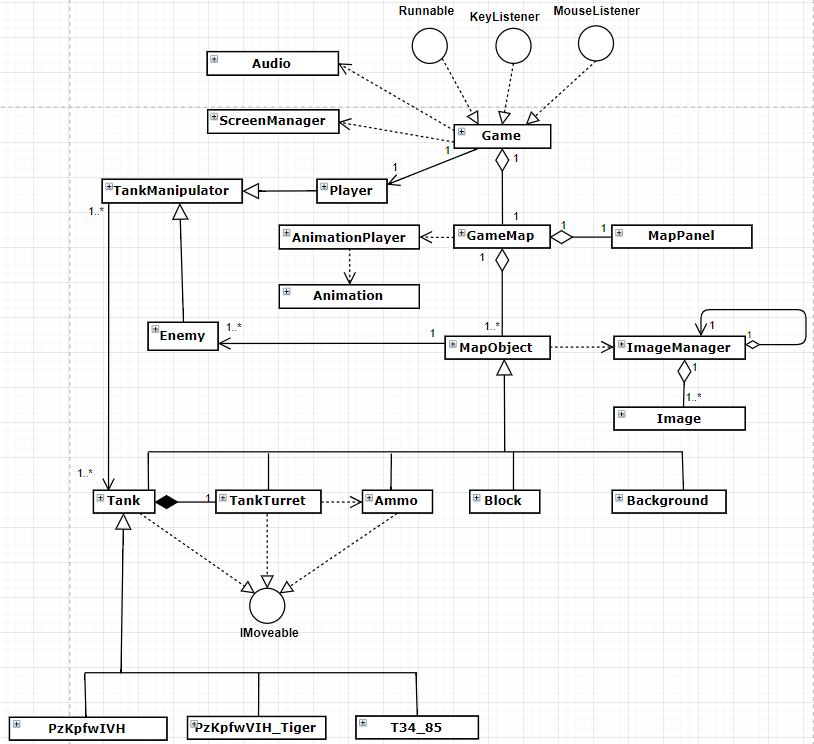 Runnable
KeyListener
MouseListener
Audio
ScreenManager
Game
1
1
1
TankManipulator
Player
1..*
1
AnimationPlayer
GameMap
1
1
MapPanel
1
Animation
Enemy
1..*
1
1..*
MapObject
ImageManager
1
1
1
1..*
Image
1..*
Tank
1
TankTurret
Ammo
Block
Background
IMoveable
PzKpfwIVH
PzKpfwVIH_Tiger
T34_85